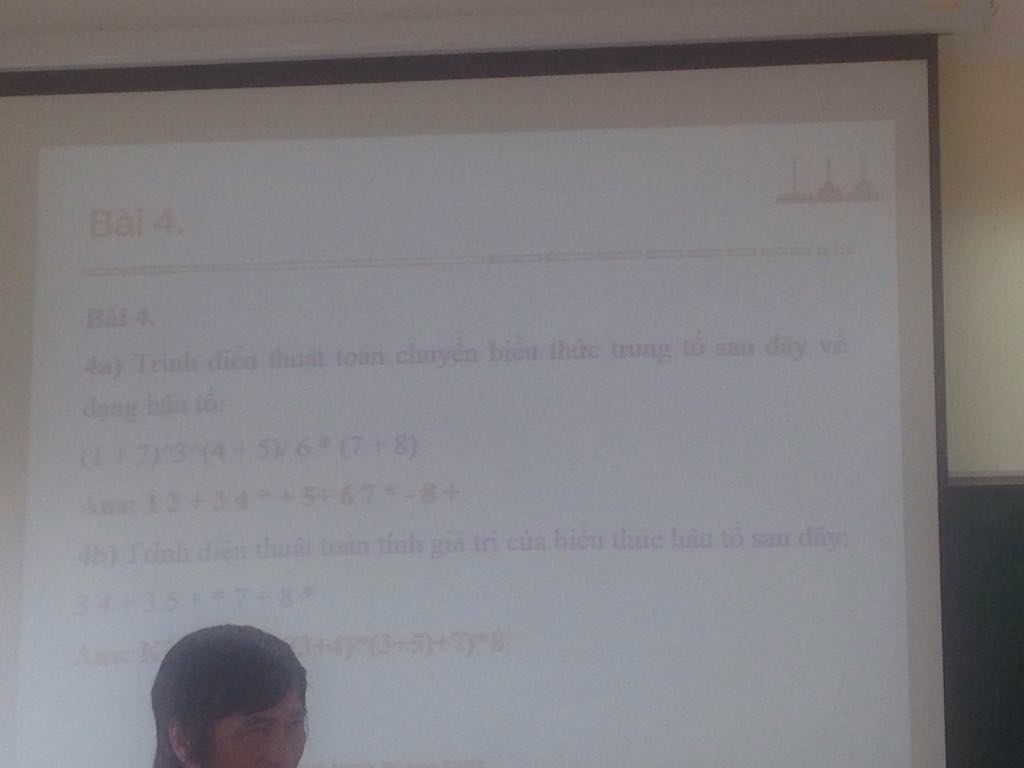 Bài 4.
Bài 4.
4a) Trình diễn thuật toán chuyển biểu thức trung tố sau đây về
dạng hậu tố:
(1 + 2)^3^(4 + 5)/ 6 * (7 + 8)
Ans: 1 2 + 3 4 * + 5+ 6 7 * - 8 +
4b) Trình diễn thuật toán tính giá trị của biểu thức hậu tố sau đây:
3 4 + 3 5 + * 7 + 8 *
Ans: (3+4)*(3+5)+7)*8